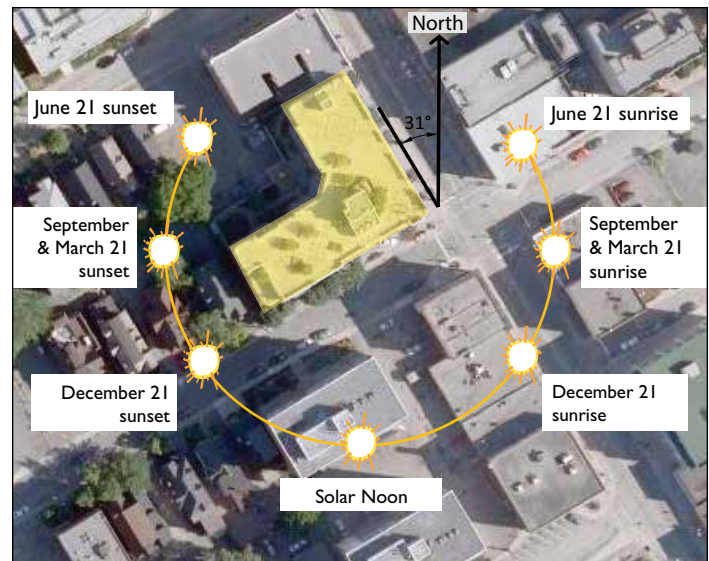 North
31°
June 21 sunset
June 21 sunrise
September
& March 21
sunset
September
& March 21
sunrise
December 21
sunset
December 21
sunrise
Solar Noon